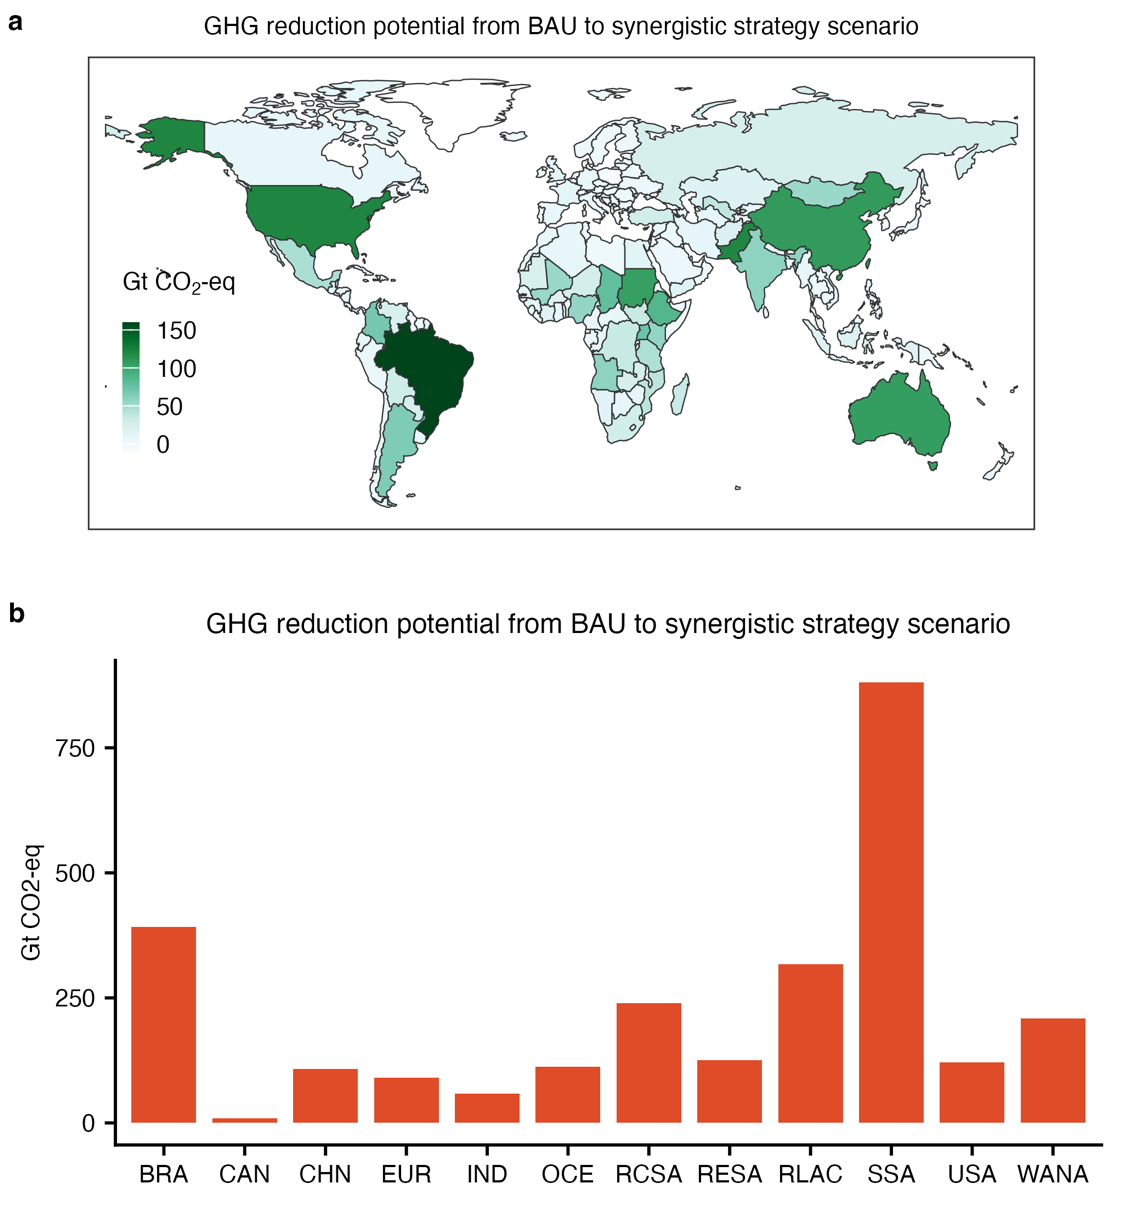 a
GHG reduction potential from BAU to synergistic strategy scenario
Gt CO₂-eq
150
100
50
0
b
GHG reduction potential from BAU to synergistic strategy scenario
Gt CO2-eq
750
500
250
0
BRA CAN CHN EUR IND OCE RCSA RESA RLAC SSA USA WANA